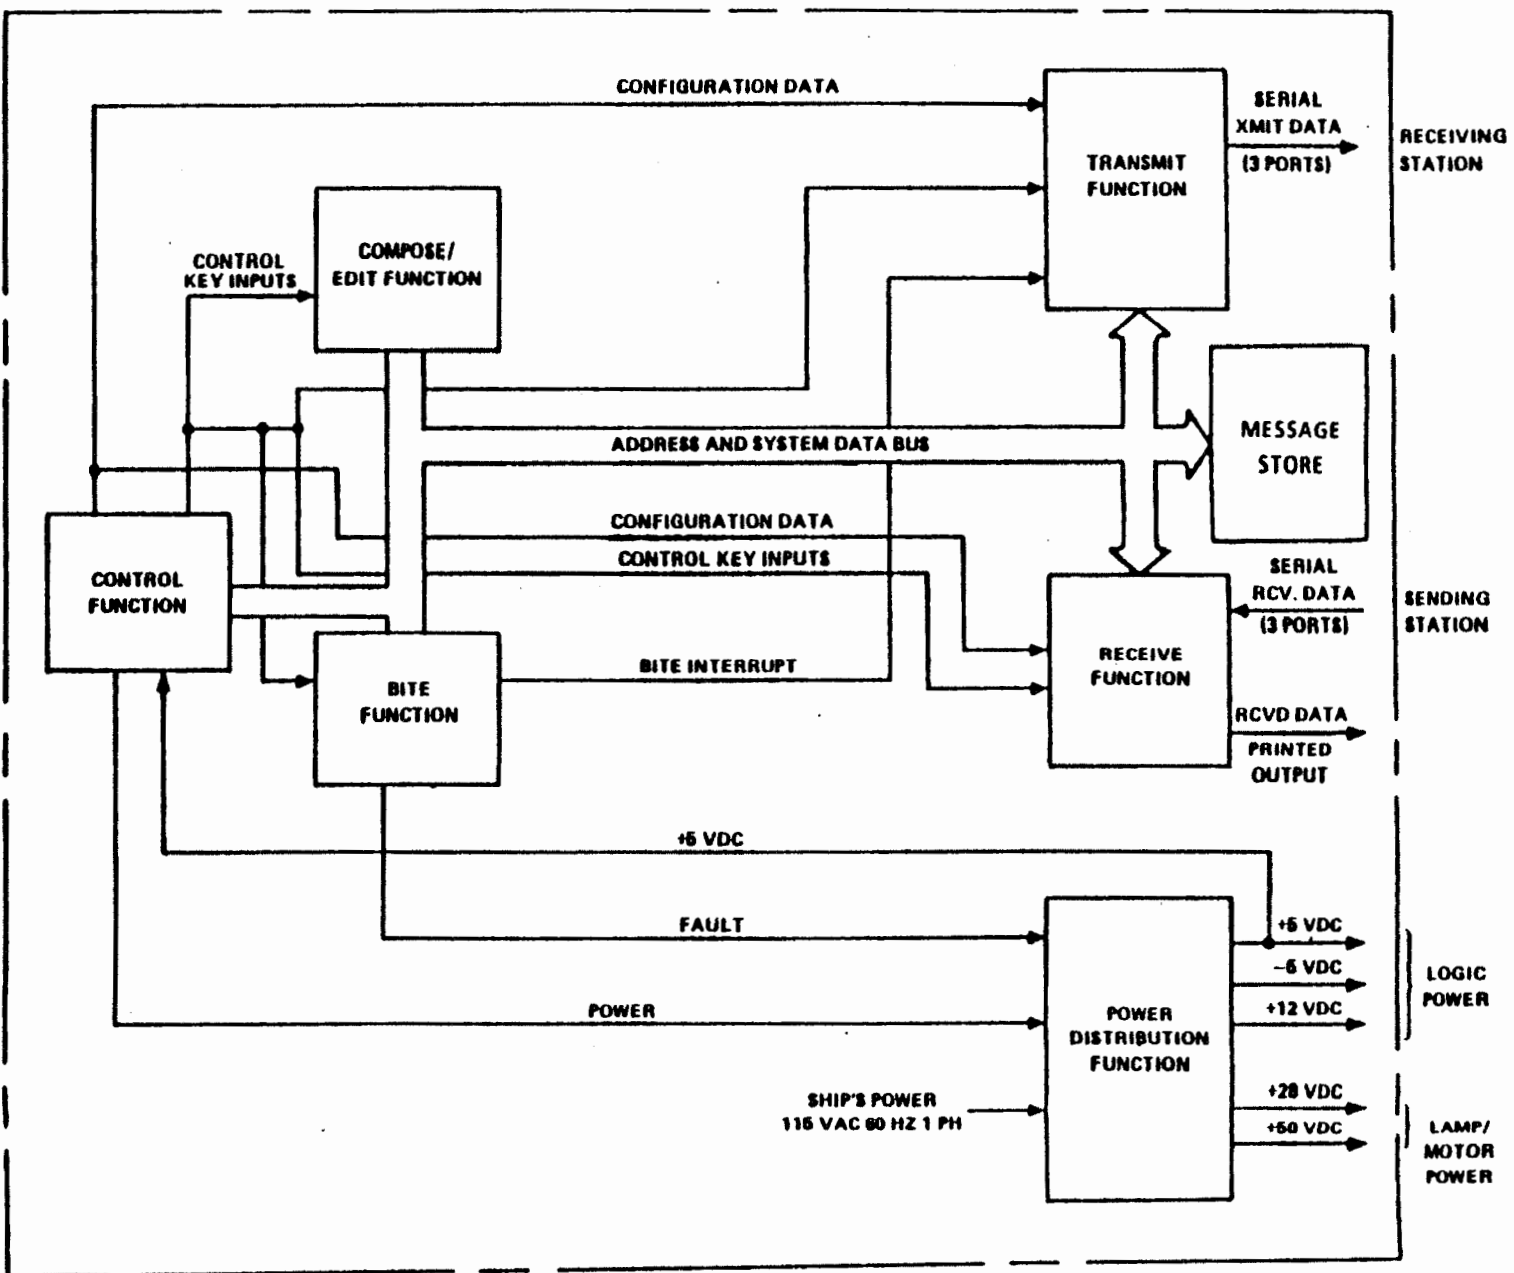 CONFIGURATION DATA
SERIAL
XMIT DATA
(3 PORTS)
RECEIVING
STATION
TRANSMIT
FUNCTION
COMPOSE/
EDIT FUNCTION
CONTROL
KEY INPUTS
ADDRESS AND SYSTEM DATA BUS
MESSAGE
STORE
CONFIGURATION DATA
CONTROL KEY INPUTS
CONTROL
FUNCTION
SERIAL
RCV. DATA
(3 PORTS)
SENDING
STATION
RECEIVE
FUNCTION
BITE INTERRUPT
BITE
FUNCTION
RCVD DATA
PRINTED
OUTPUT
+5 VDC
FAULT
+5 VDC
-5 VDC
+12 VDC
LOGIC
POWER
POWER
POWER
DISTRIBUTION
FUNCTION
SHIP'S POWER
115 VAC 60 HZ 1 PH
+28 VDC
+50 VDC
LAMP/
MOTOR
POWER